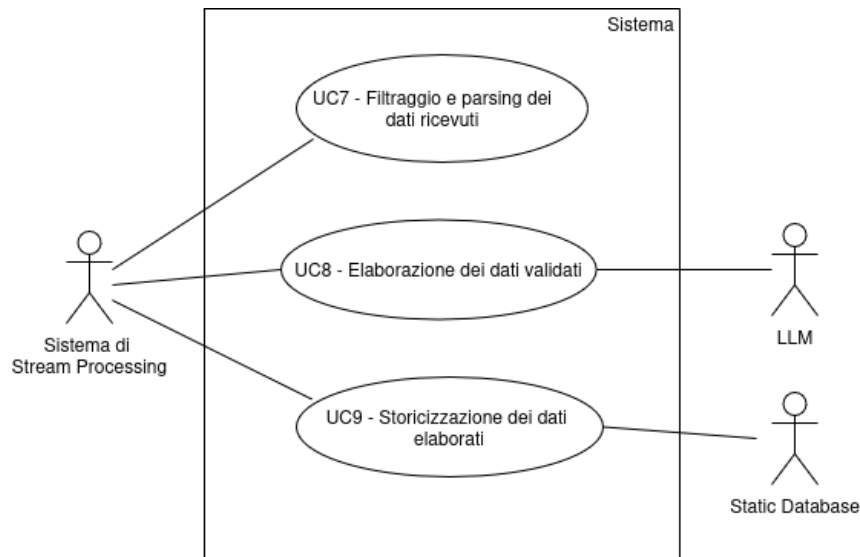 Sistema
UC7 - Filtraggio e parsing dei
dati ricevuti
UC8 - Elaborazione dei dati validati
Sistema di
Stream Processing
LLM
UC9 - Storicizzazione dei dati
elaborati
Static Database